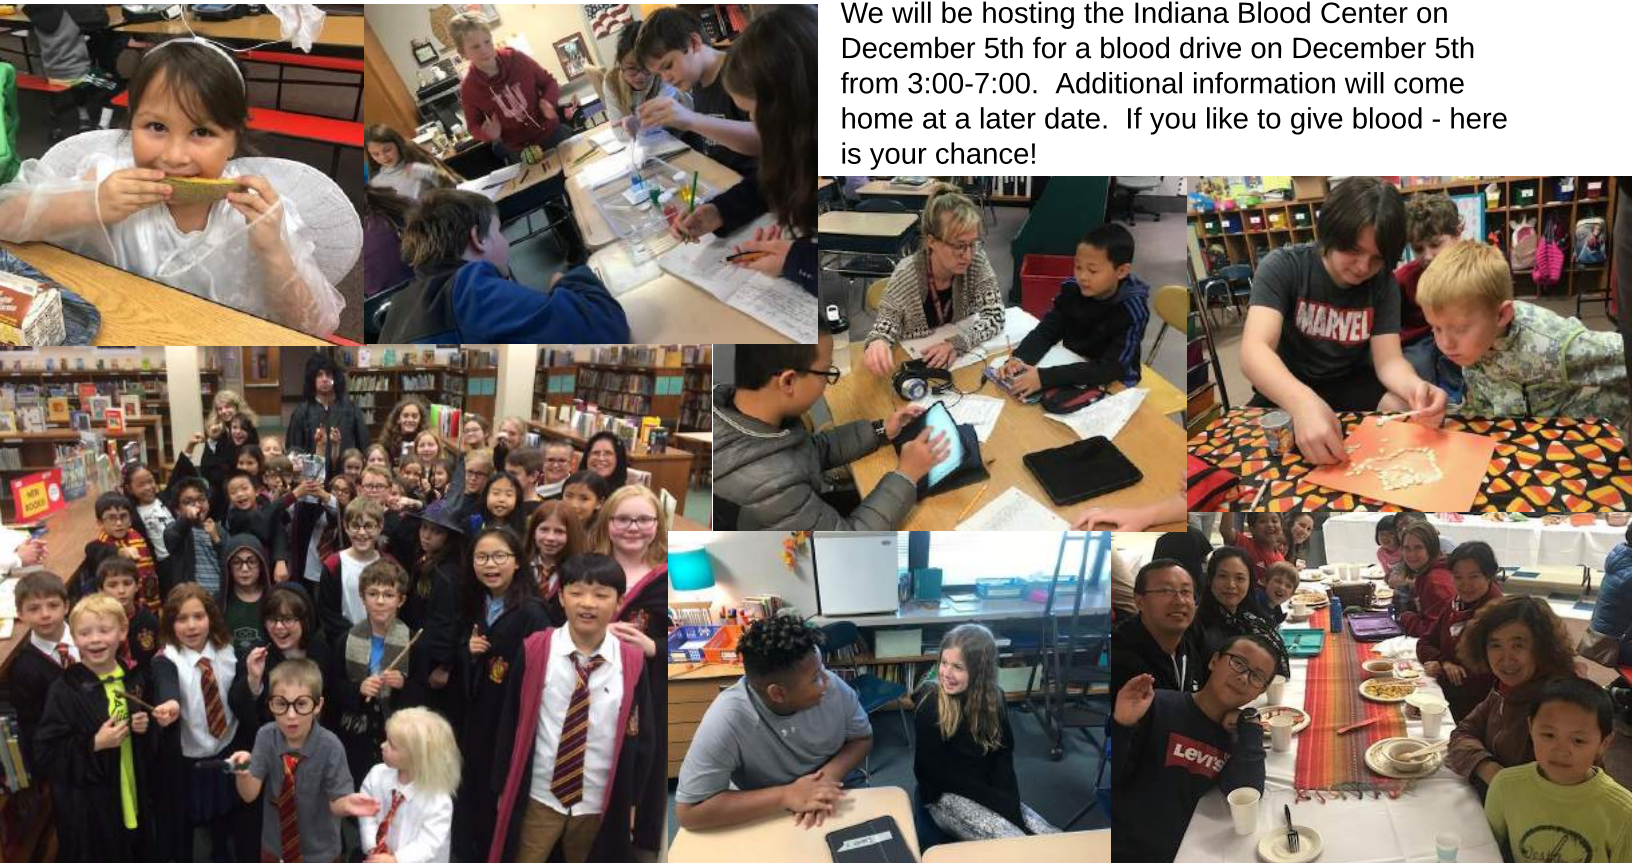 We will be hosting the Indiana Blood Center on
December 5th for a blood drive on December 5th
from 3:00-7:00.  Additional information will come
home at a later date.  If you like to give blood - here
is your chance!
MARVEL
NEW
BOOKS
Levi's